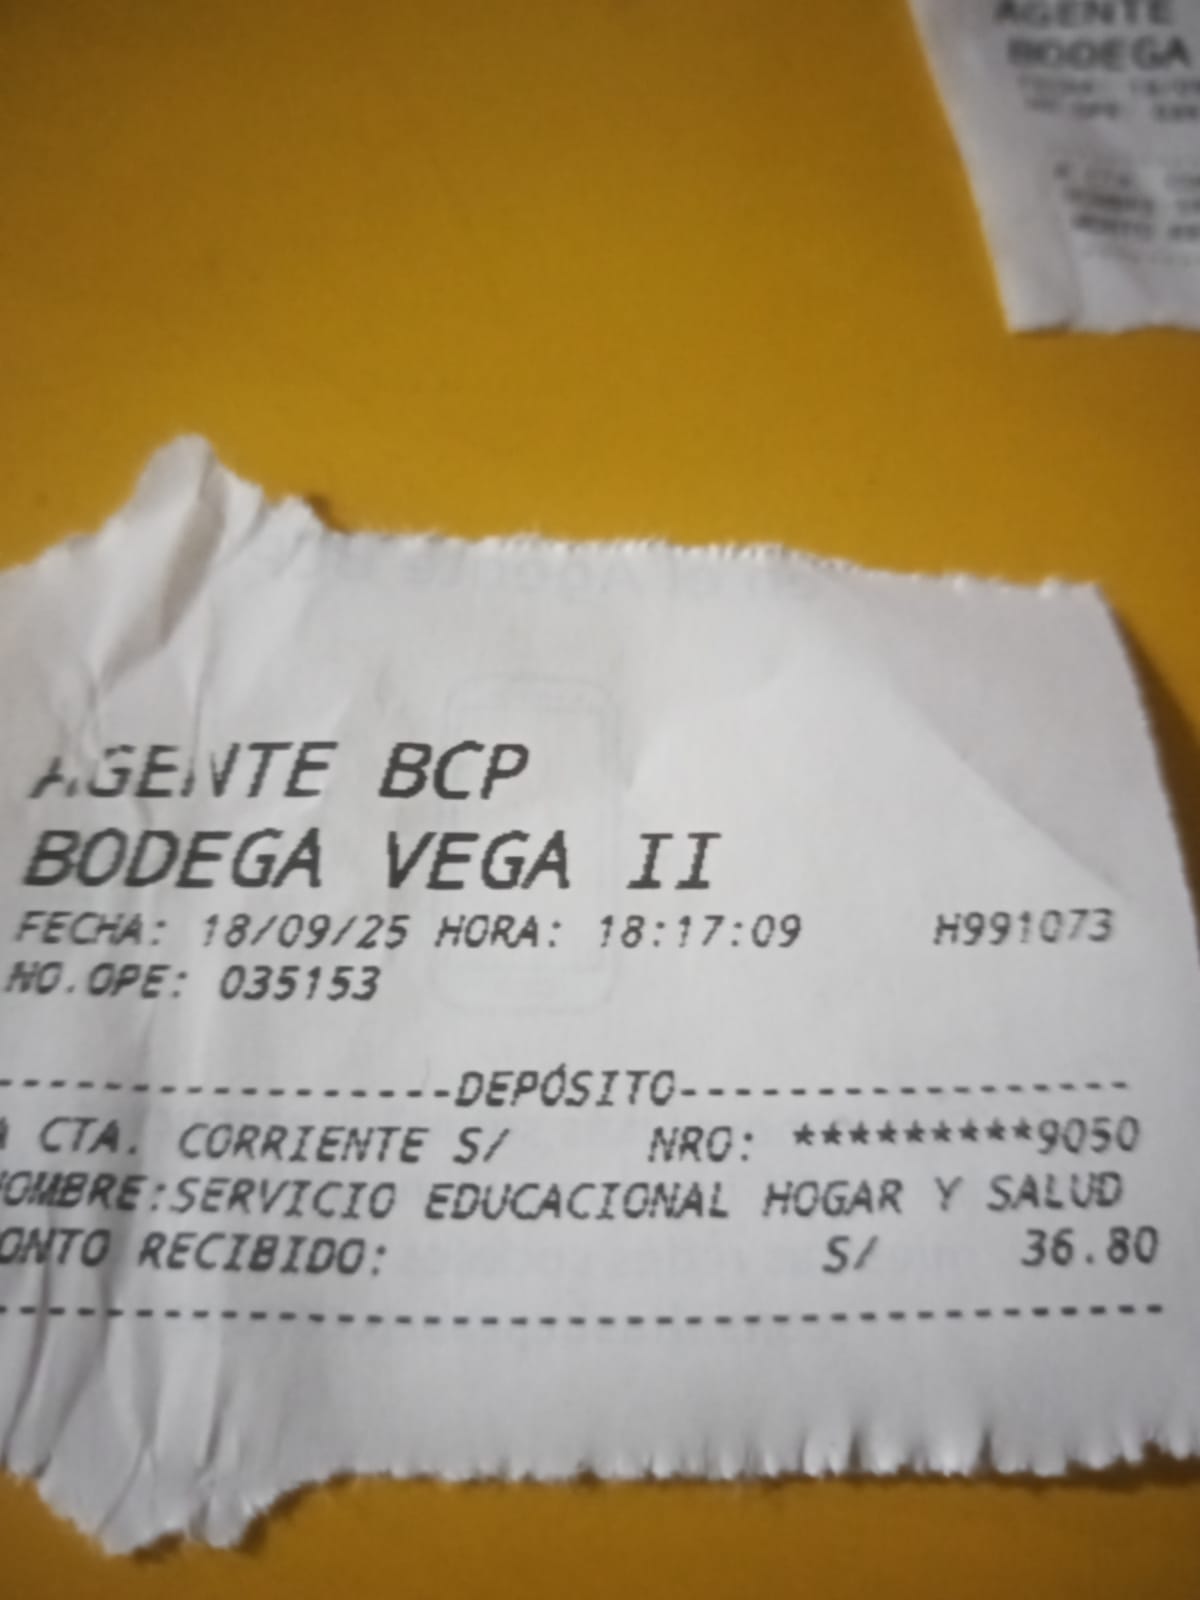 AGENTE
BODEGA
AGENTE BCP
BODEGA VEGA II
FECHA: 18/09/25 HORA: 18:17:09 H991073
NO.OPE: 035153
DEPÓSITO
A CTA. CORRIENTE S/ NRO: *********9050
NOMBRE:SERVICIO EDUCACIONAL HOGAR Y SALUD
ONTO RECIBIDO: S/ 36.80